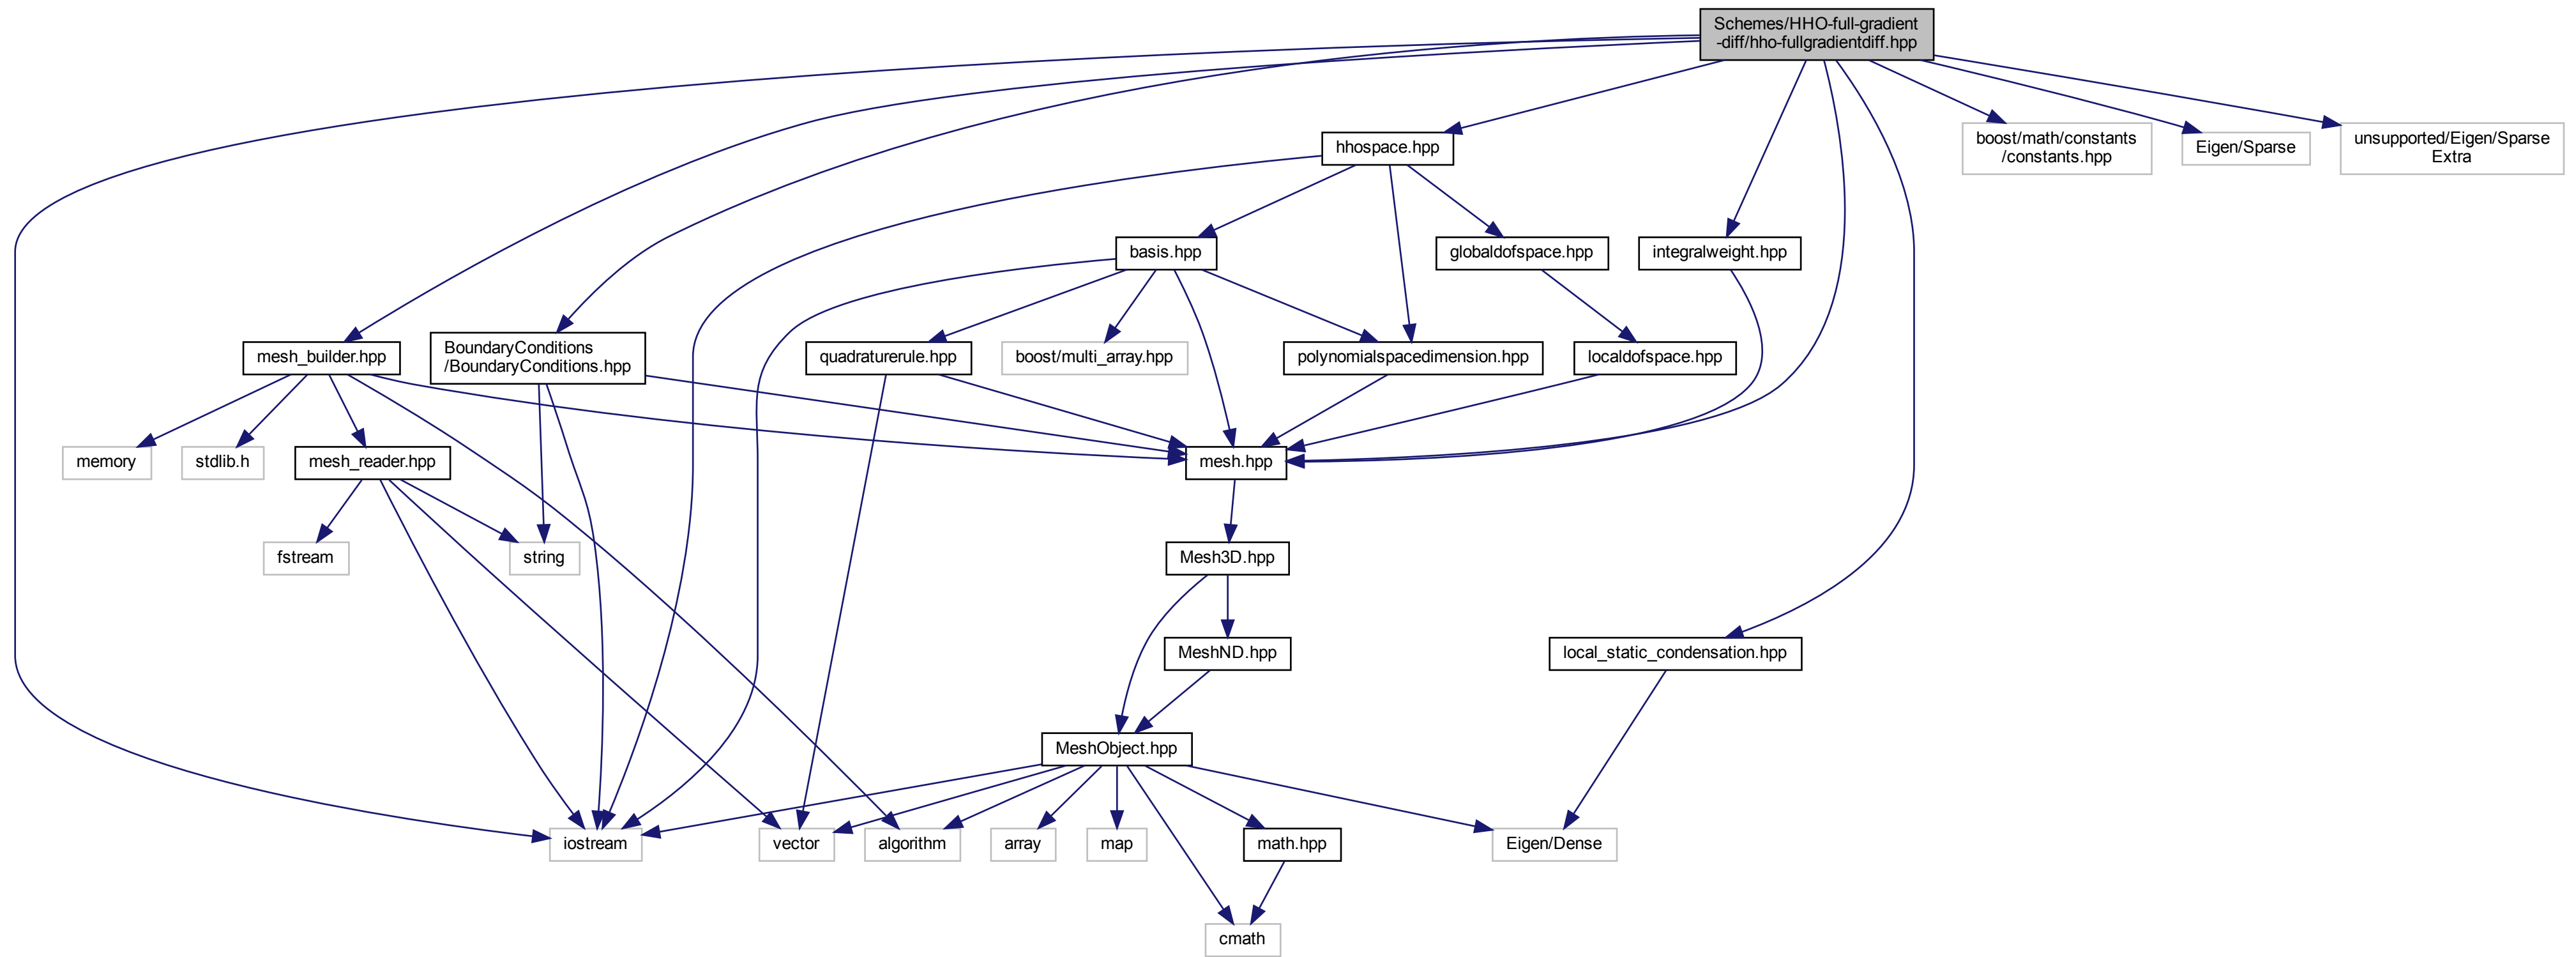 Schemes/HHO-full-gradient
-diff/hho-fullgradientdiff.hpp
hhospace.hpp
boost/math/constants
/constants.hpp
Eigen/Sparse
unsupported/Eigen/Sparse
Extra
basis.hpp
globaldofspace.hpp
integralweight.hpp
mesh_builder.hpp
BoundaryConditions
/BoundaryConditions.hpp
quadraturerule.hpp
boost/multi_array.hpp
polynomialspacedimension.hpp
localdofspace.hpp
memory
stdlib.h
mesh_reader.hpp
mesh.hpp
fstream
string
Mesh3D.hpp
MeshND.hpp
local_static_condensation.hpp
MeshObject.hpp
iostream
vector
algorithm
array
map
math.hpp
Eigen/Dense
cmath